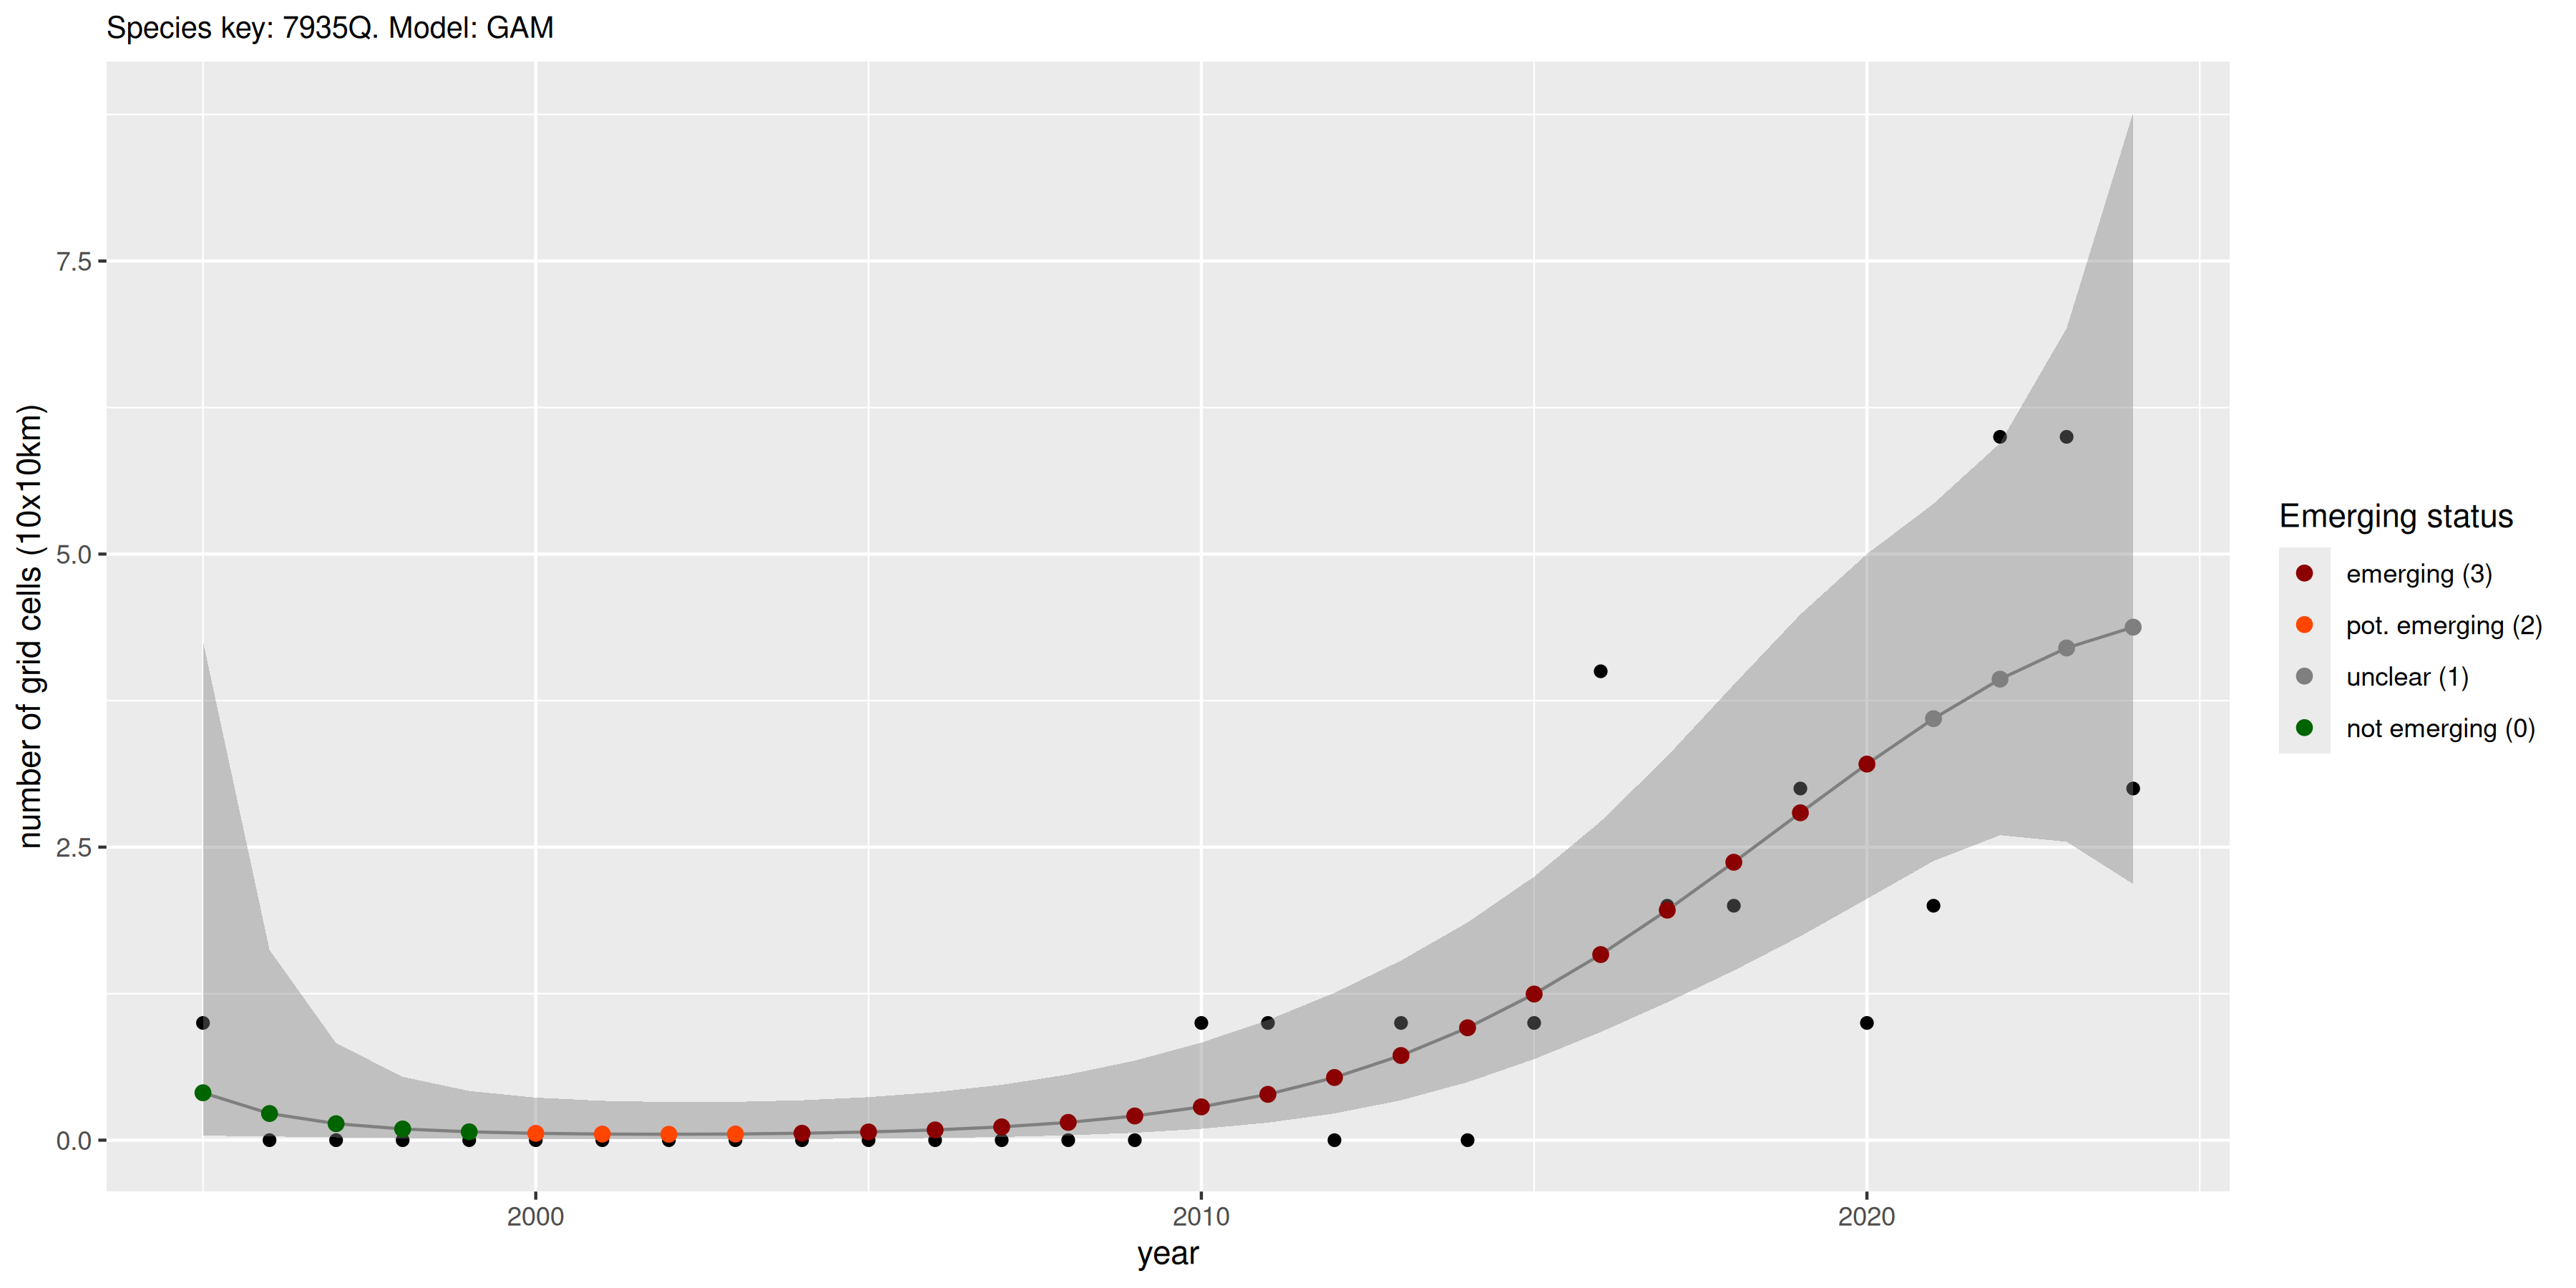 Species key: 7935Q. Model: GAM
number of grid cells (10x10km)
7.5
5.0
2.5
0.0
2000
2010
2020
year
Emerging status
emerging (3)
pot. emerging (2)
unclear (1)
not emerging (0)